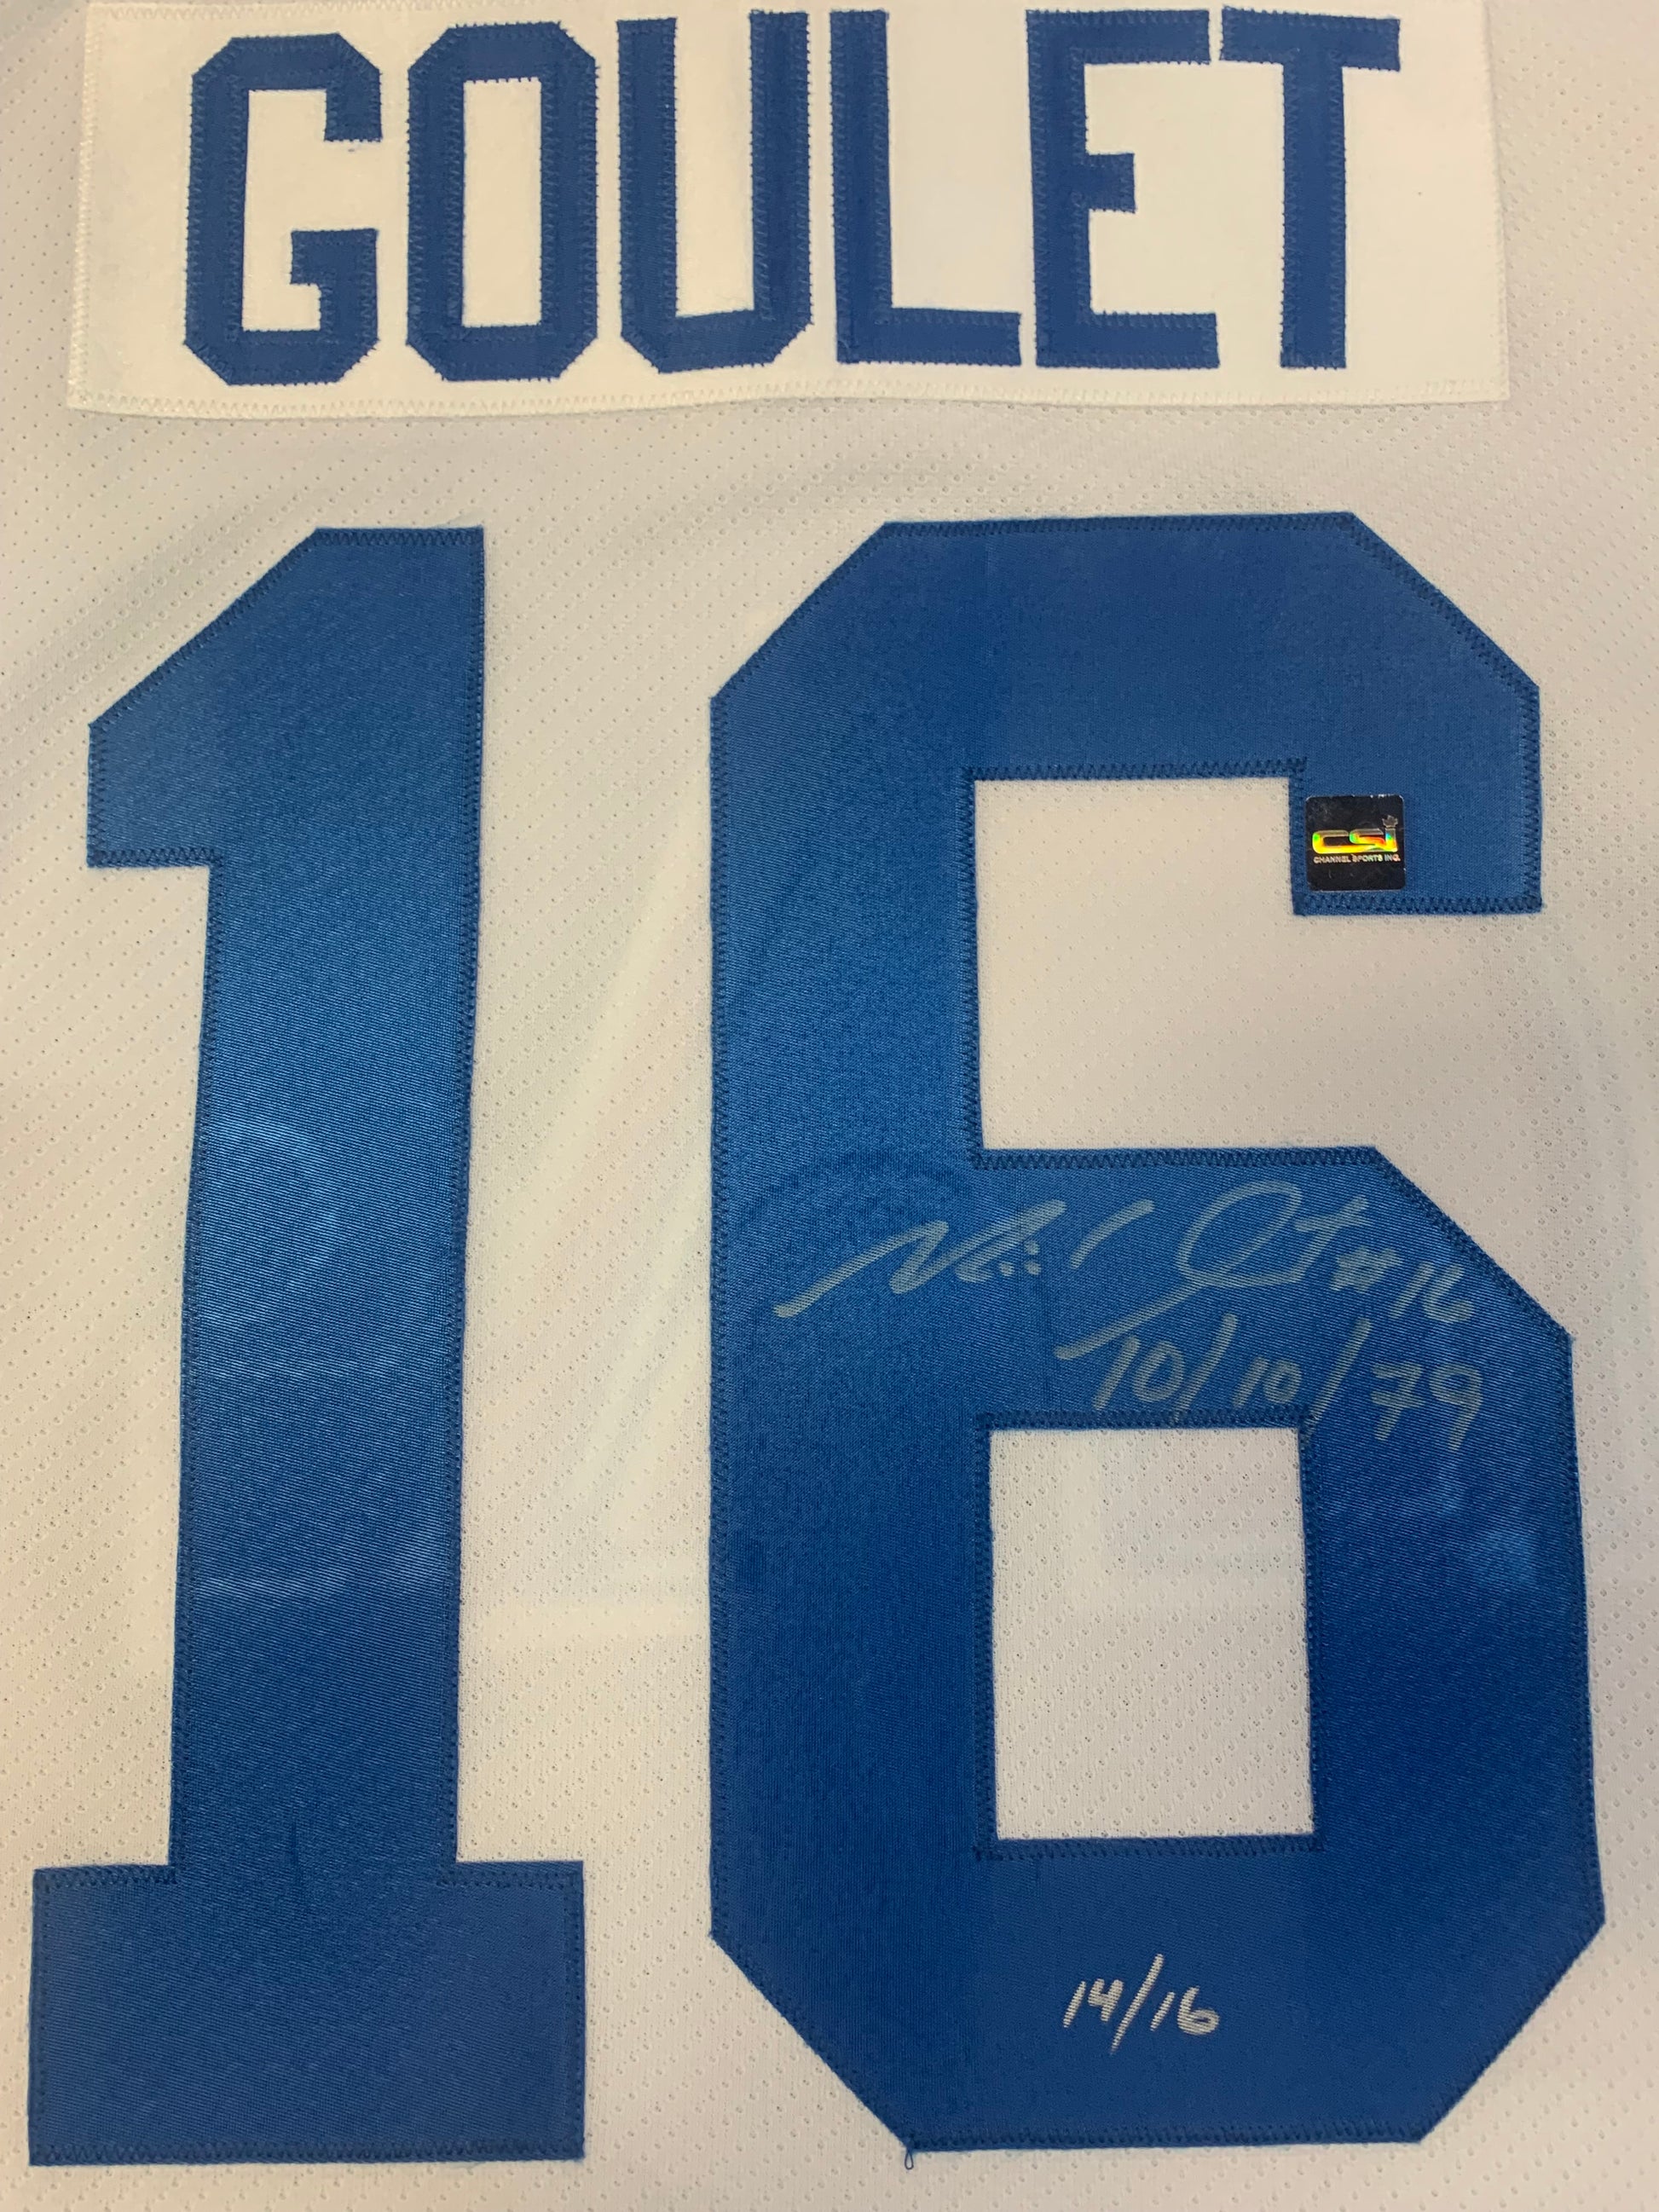 GOULET
16
csi
CHANNEL SPORTS INC.
#16
10/10/79
14/16